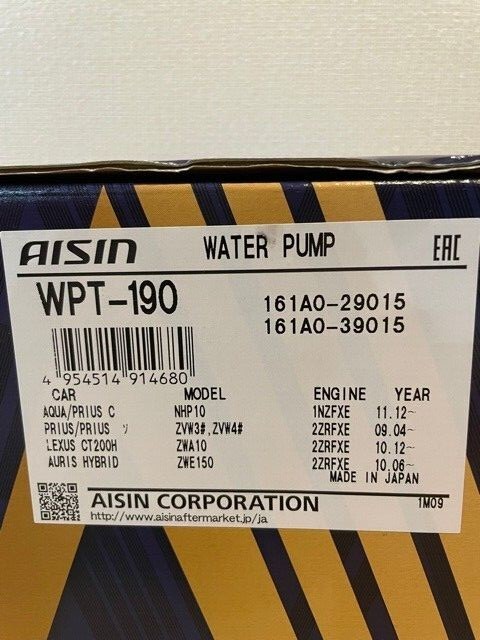 AISIN WATER PUMP EAC
WPT-190 161A0-29015
161A0-39015
4 954514 914680
CAR MODEL ENGINE YEAR
AQUA/PRIUS C NHP10 1NZFXE 11.12~
PRIUS/PRIUS ZVW3#,ZVW4# 2ZRFXE 09.04~
LEXUS CT200H ZWA10 2ZRFXE 10.12~
AURIS HYBRID ZWE150 2ZRFXE 10.06~
MADE IN JAPAN
AISIN CORPORATION 1M09
http://www.aisinaftermarket.jp/ja